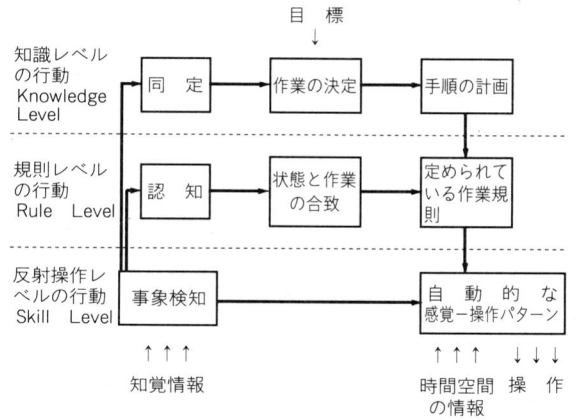 目 標
知識レベル
の行動
Knowledge
Level
同 定
作業の決定
手順の計画
規則レベル
の行動
Rule Level
認 知
状態と作業
の合致
定められて
いる作業規
則
反射操作レ
ベルの行動
Skill Level
事象検知
自 動 的 な
感覚－操作パターン
知覚情報
時間空間
の情報
操 作